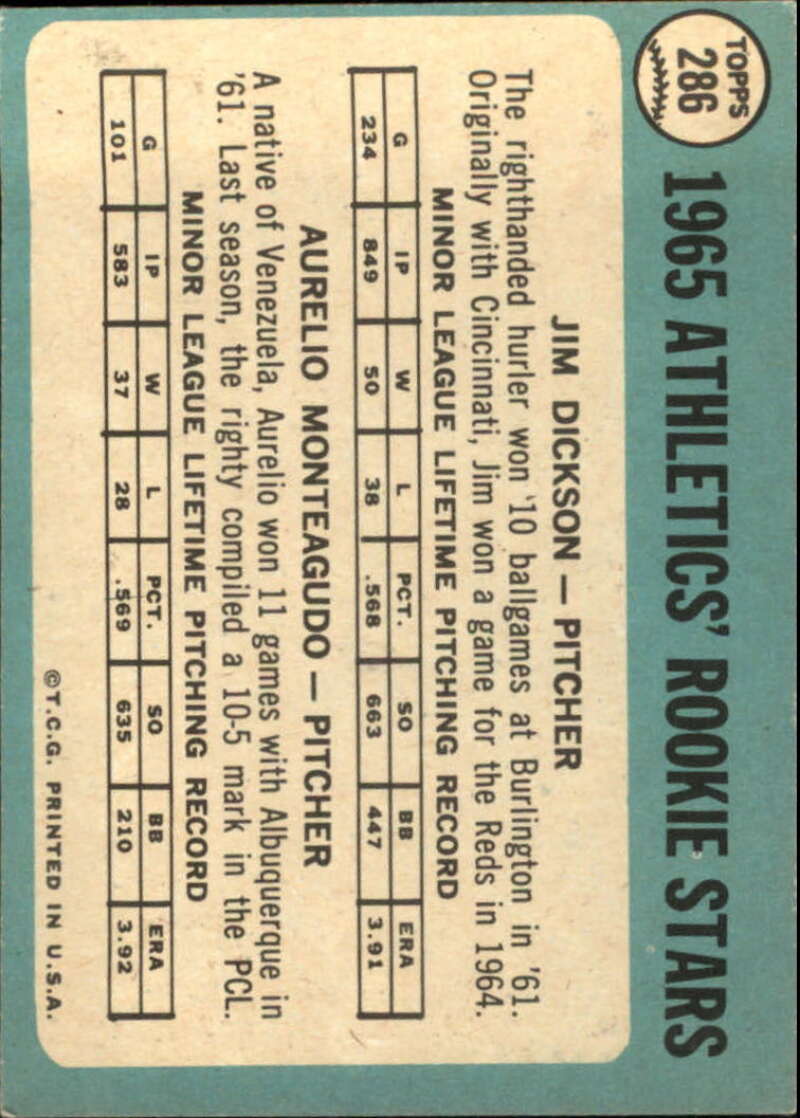 TOPPS
286
1965 ATHLETICS' ROOKIE STARS
JIM DICKSON — PITCHER
The righthanded hurler won '10 ballgames at Burlington in '61.
Originally with Cincinnati, Jim won a game for the Reds in 1964.
MINOR LEAGUE LIFETIME PITCHING RECORD
G IP W L PCT. SO BB ERA
234 849 50 38 .568 663 447 3.91
AURELIO MONTEAGUDO — PITCHER
A native of Venezuela, Aurelio won 11 games with Albuquerque in
'61. Last season, the righty compiled a 10-5 mark in the PCL.
MINOR LEAGUE LIFETIME PITCHING RECORD
G IP W L PCT. SO BB ERA
101 583 37 28 .569 635 210 3.92
©T.C.G. PRINTED IN U.S.A.